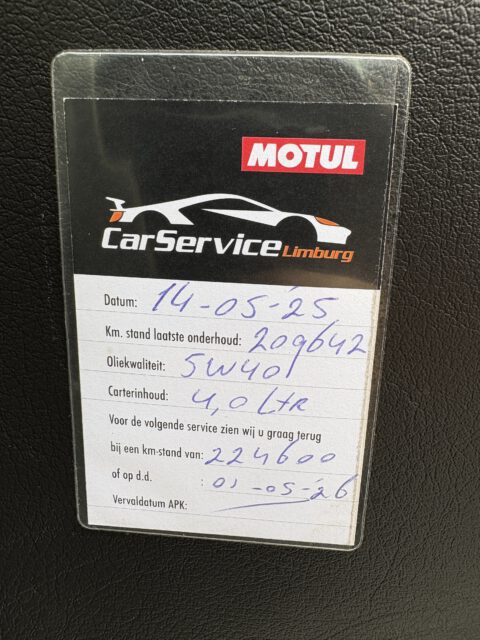 MOTUL
CarService Limburg
Datum: 14-05-'25
Km. stand laatste onderhoud: 209642
Oliekwaliteit: 5W40
Carterinhoud: 4,0 LTR
Voor de volgende service zien wij u graag terug
bij een km-stand van: 224600
of op d.d. : 01-05-'26
Vervaldatum APK: